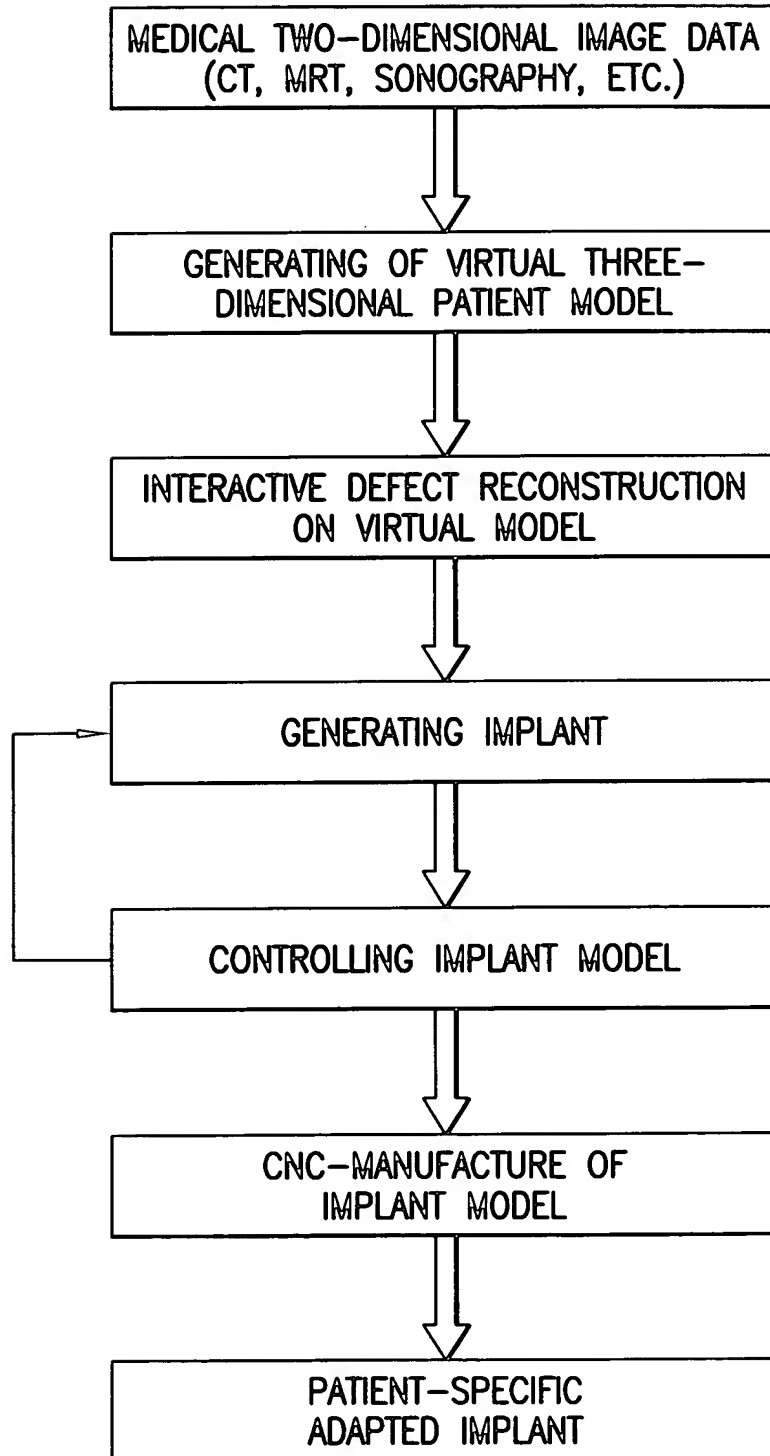 MEDICAL TWO-DIMENSIONAL IMAGE DATA
(CT, MRT, SONOGRAPHY, ETC.)
GENERATING OF VIRTUAL THREE-
DIMENSIONAL PATIENT MODEL
INTERACTIVE DEFECT RECONSTRUCTION
ON VIRTUAL MODEL
GENERATING IMPLANT
CONTROLLING IMPLANT MODEL
CNC-MANUFACTURE OF
IMPLANT MODEL
PATIENT-SPECIFIC
ADAPTED IMPLANT